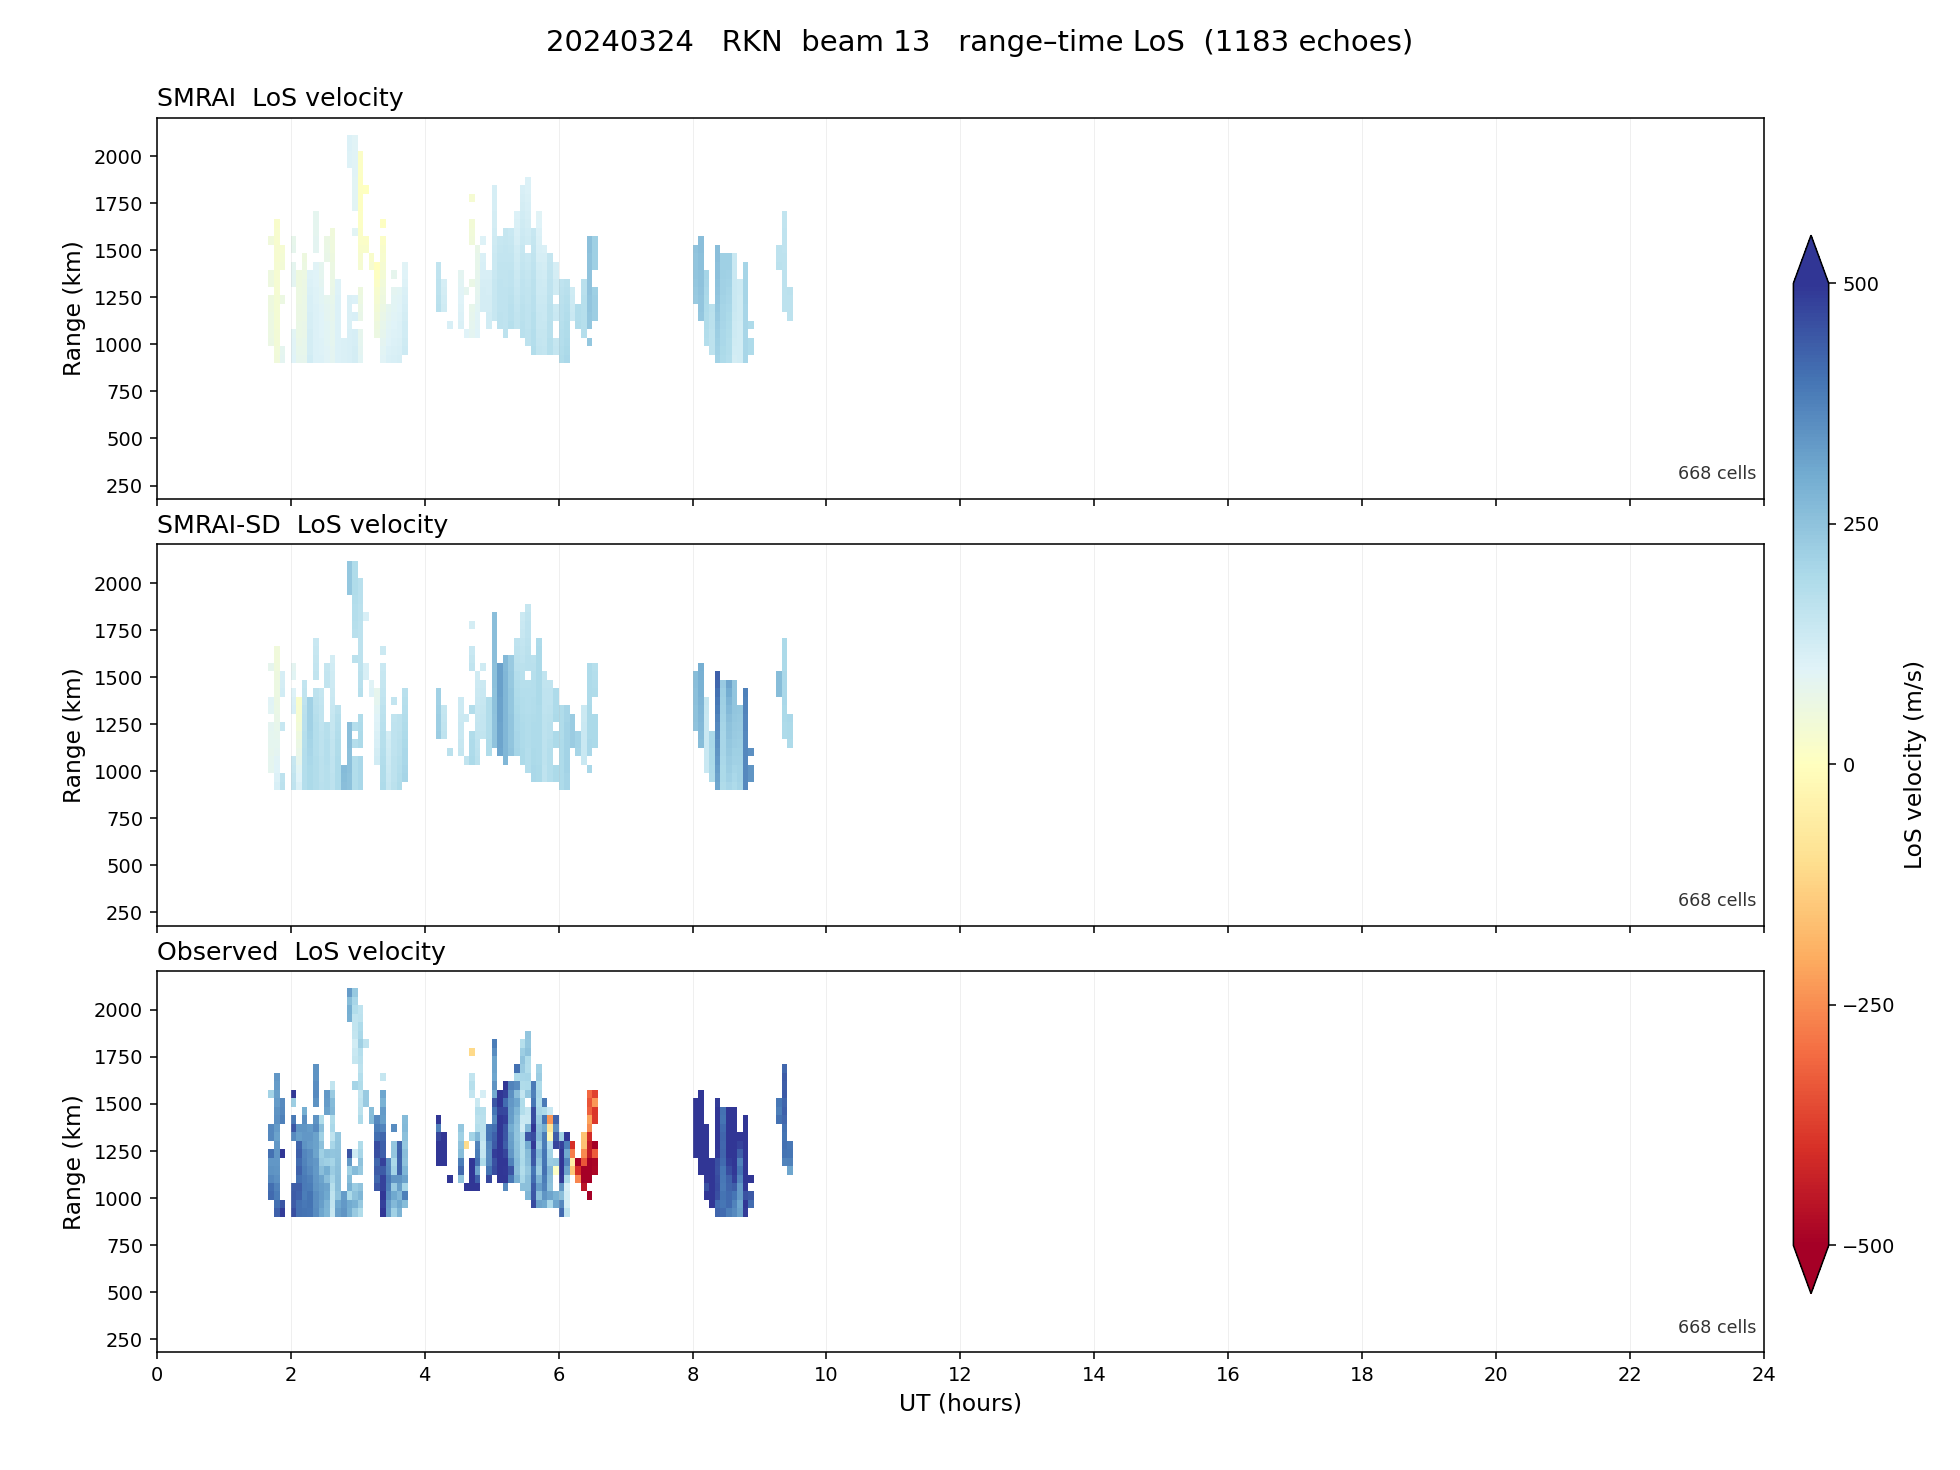 20240324 RKN beam 13 range–time LoS (1183 echoes)
SMRAI LoS velocity
2000
1750
1500
1250
1000
750
500
250
Range (km)
668 cells
SMRAI-SD LoS velocity
2000
1750
1500
1250
1000
750
500
250
Range (km)
668 cells
Observed LoS velocity
2000
1750
1500
1250
1000
750
500
250
Range (km)
668 cells
0 2 4 6 8 10 12 14 16 18 20 22 24
UT (hours)
500
250
0
−250
−500
LoS velocity (m/s)